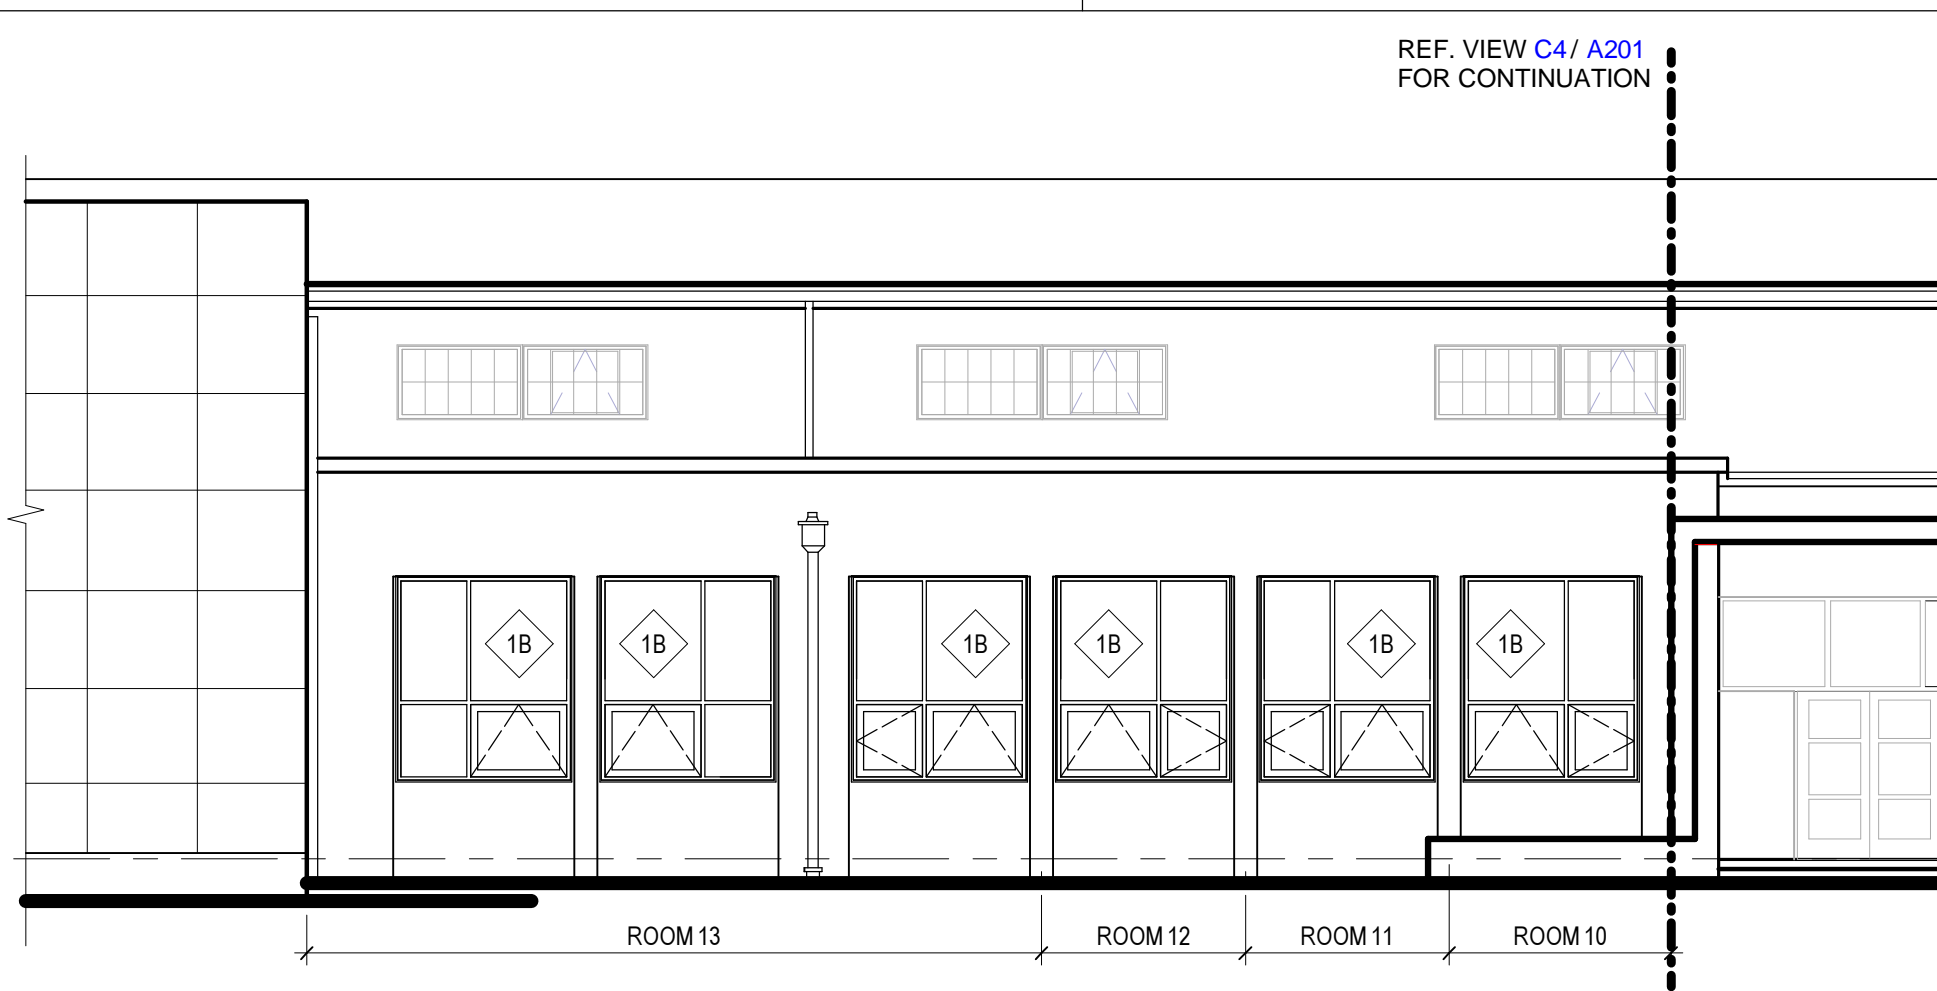 REF. VIEW C4/ A201
FOR CONTINUATION
1B
1B
1B
1B
1B
1B
ROOM 13
ROOM 12
ROOM 11
ROOM 10